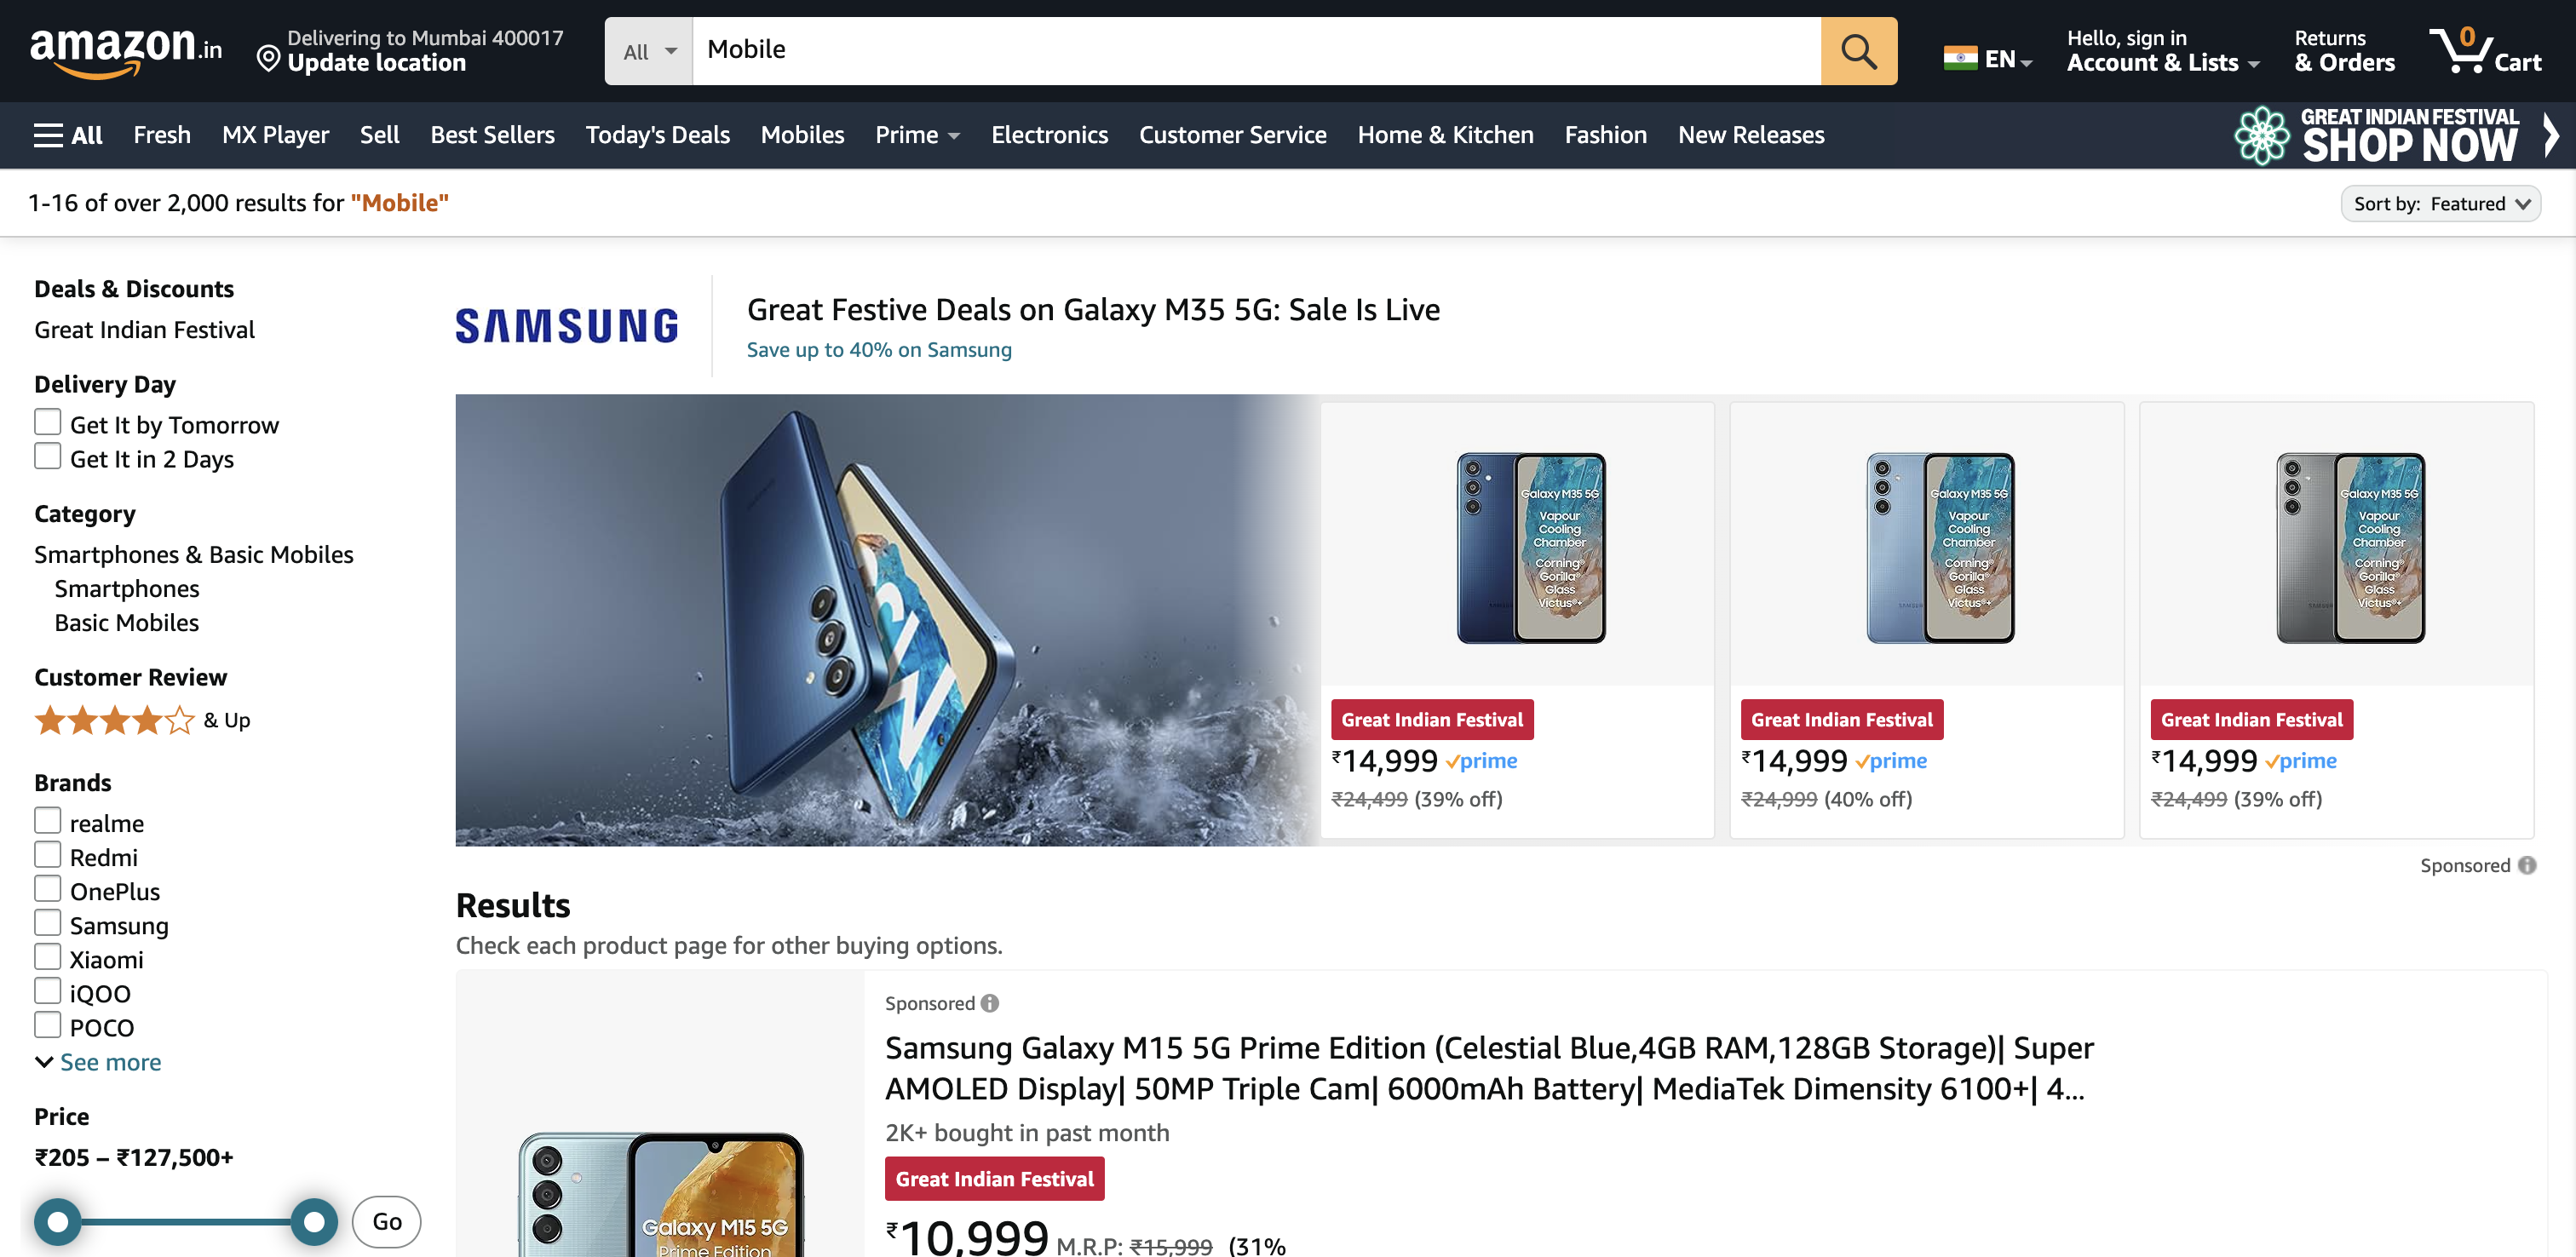 amazon.in
Delivering to Mumbai 400017
Update location
All
Mobile
EN
Hello, sign in
Account & Lists
Returns
& Orders
0
Cart
All
Fresh
MX Player
Sell
Best Sellers
Today's Deals
Mobiles
Prime
Electronics
Customer Service
Home & Kitchen
Fashion
New Releases
GREAT INDIAN FESTIVAL
SHOP NOW
1-16 of over 2,000 results for "Mobile"
Sort by: Featured
Deals & Discounts
Great Indian Festival
Delivery Day
Get It by Tomorrow
Get It in 2 Days
Category
Smartphones & Basic Mobiles
Smartphones
Basic Mobiles
Customer Review
& Up
Brands
realme
Redmi
OnePlus
Samsung
Xiaomi
iQOO
POCO
See more
Price
₹205 – ₹127,500+
Go
SAMSUNG
Great Festive Deals on Galaxy M35 5G: Sale Is Live
Save up to 40% on Samsung
Galaxy M35 5G
Vapour
Cooling
Chamber
Corning®
Gorilla®
Glass
Victus®+
Great Indian Festival
₹14,999 prime
₹24,499 (39% off)
Galaxy M35 5G
Vapour
Cooling
Chamber
Corning®
Gorilla®
Glass
Victus®+
Great Indian Festival
₹14,999 prime
₹24,999 (40% off)
Galaxy M35 5G
Vapour
Cooling
Chamber
Corning®
Gorilla®
Glass
Victus®+
Great Indian Festival
₹14,999 prime
₹24,499 (39% off)
Sponsored
Results
Check each product page for other buying options.
Galaxy M15 5G
Prime Edition
Sponsored
Samsung Galaxy M15 5G Prime Edition (Celestial Blue,4GB RAM,128GB Storage)| Super
AMOLED Display| 50MP Triple Cam| 6000mAh Battery| MediaTek Dimensity 6100+| 4...
2K+ bought in past month
Great Indian Festival
₹10,999 M.R.P: ₹15,999 (31%